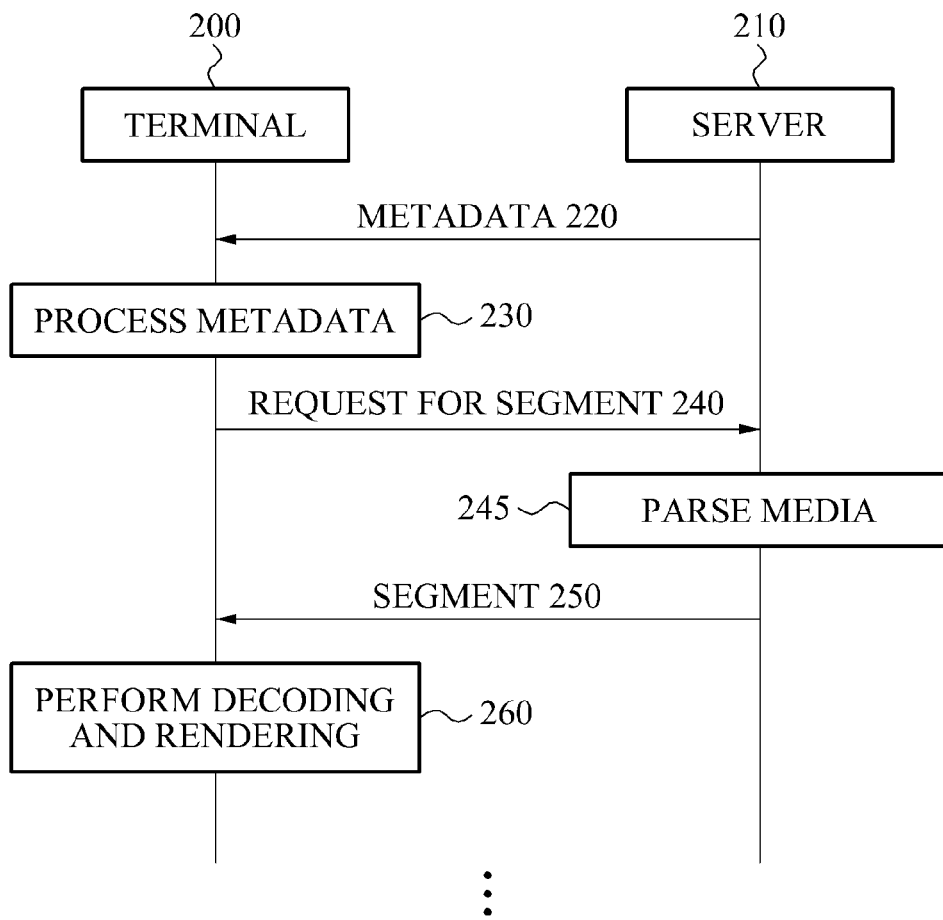 200
210
TERMINAL
SERVER
METADATA 220
PROCESS METADATA
230
REQUEST FOR SEGMENT 240
245
PARSE MEDIA
SEGMENT 250
PERFORM DECODING
AND RENDERING
260